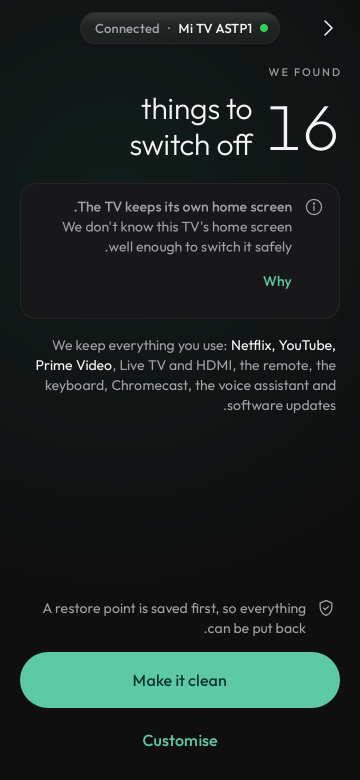 Connected · Mi TV ASTP1
WE FOUND
16
things to
switch off
The TV keeps its own home screen.
We don't know this TV's home screen
well enough to switch it safely.
Why
We keep everything you use: Netflix, YouTube,
Prime Video, Live TV and HDMI, the remote, the
keyboard, Chromecast, the voice assistant and
software updates.
A restore point is saved first, so everything
can be put back.
Make it clean
Customise